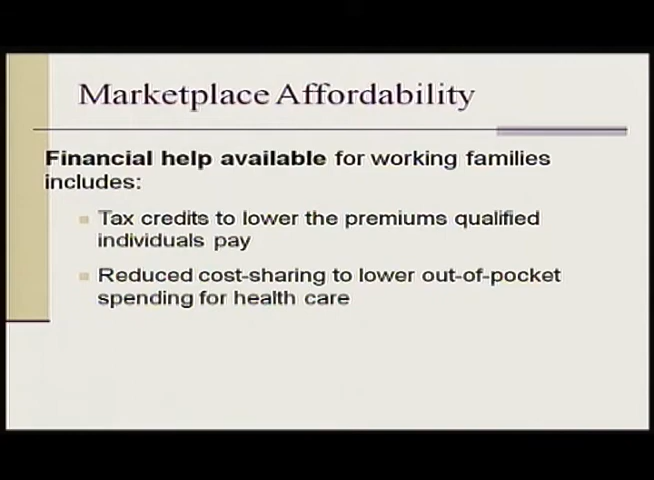 Marketplace Affordability
Financial help available for working families
includes:
Tax credits to lower the premiums qualified
individuals pay
Reduced cost-sharing to lower out-of-pocket
spending for health care